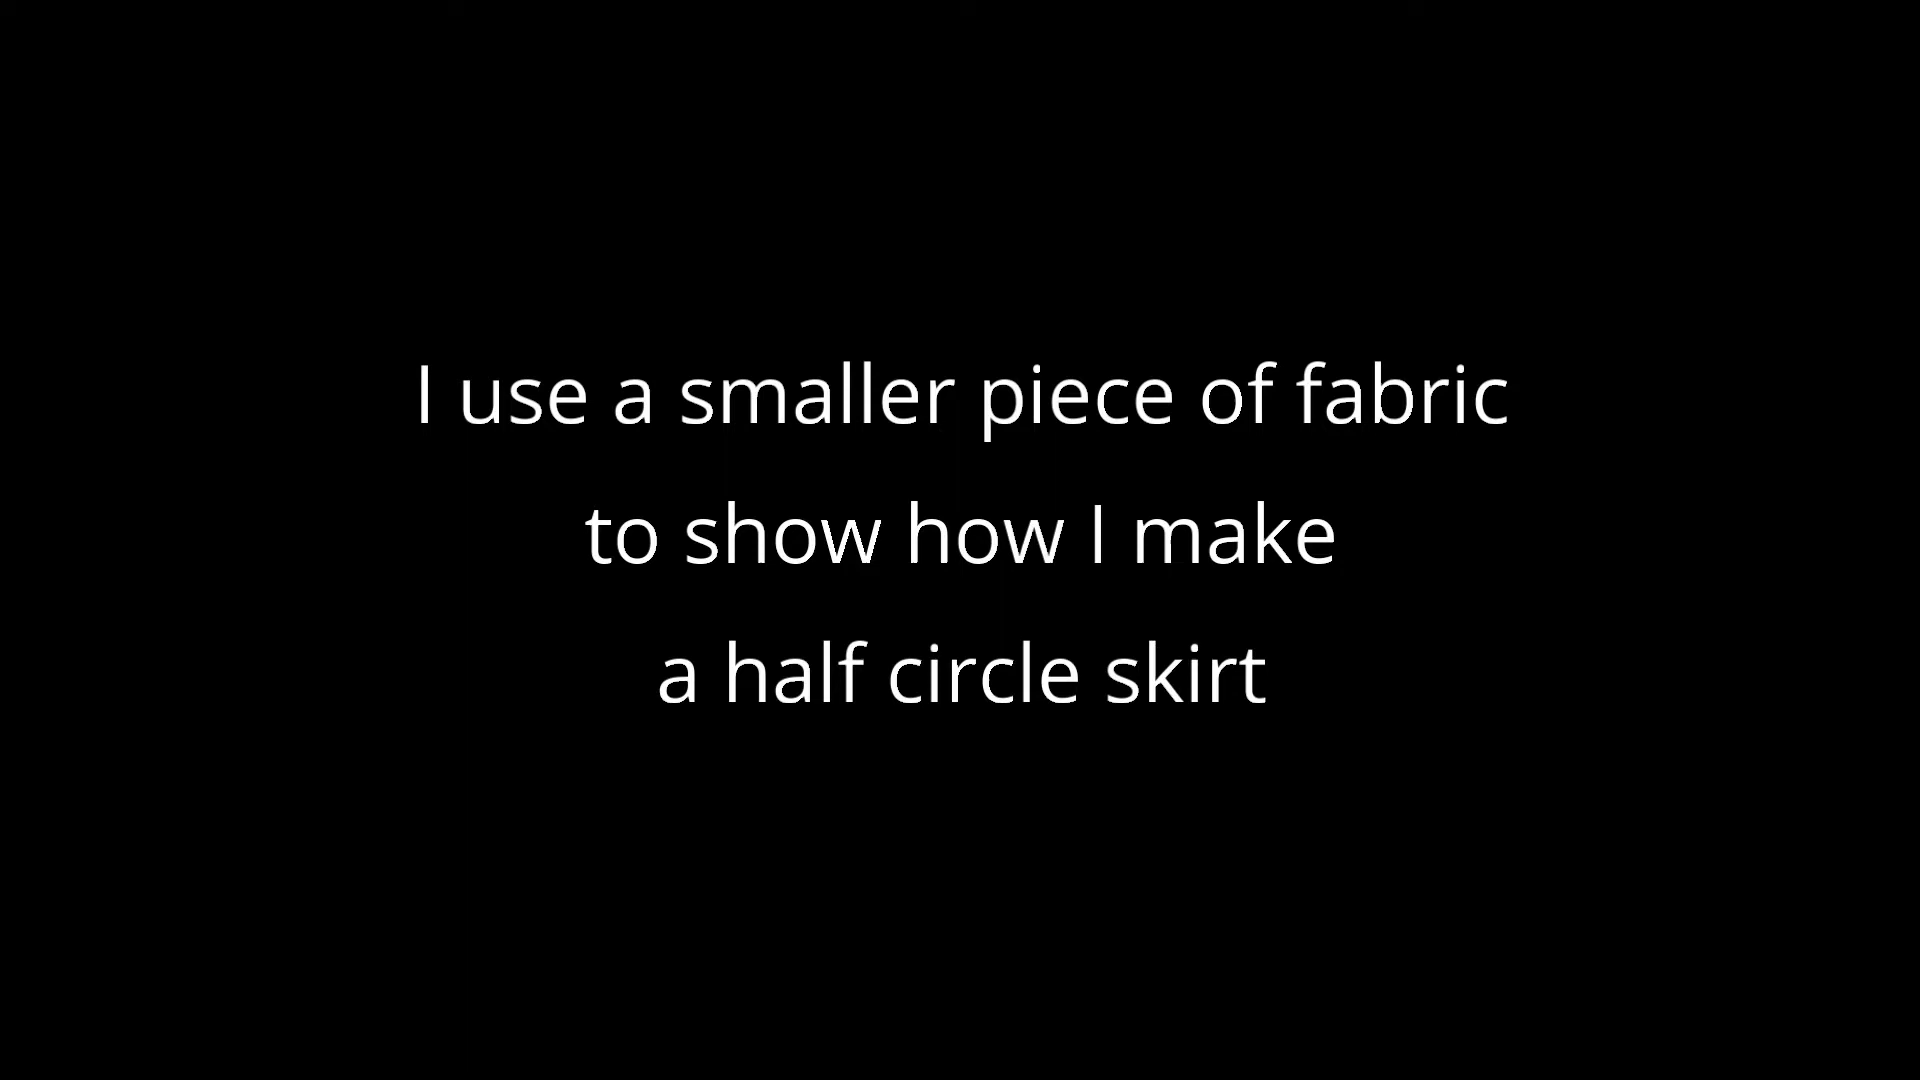 I use a smaller piece of fabric
to show how I make
a half circle skirt